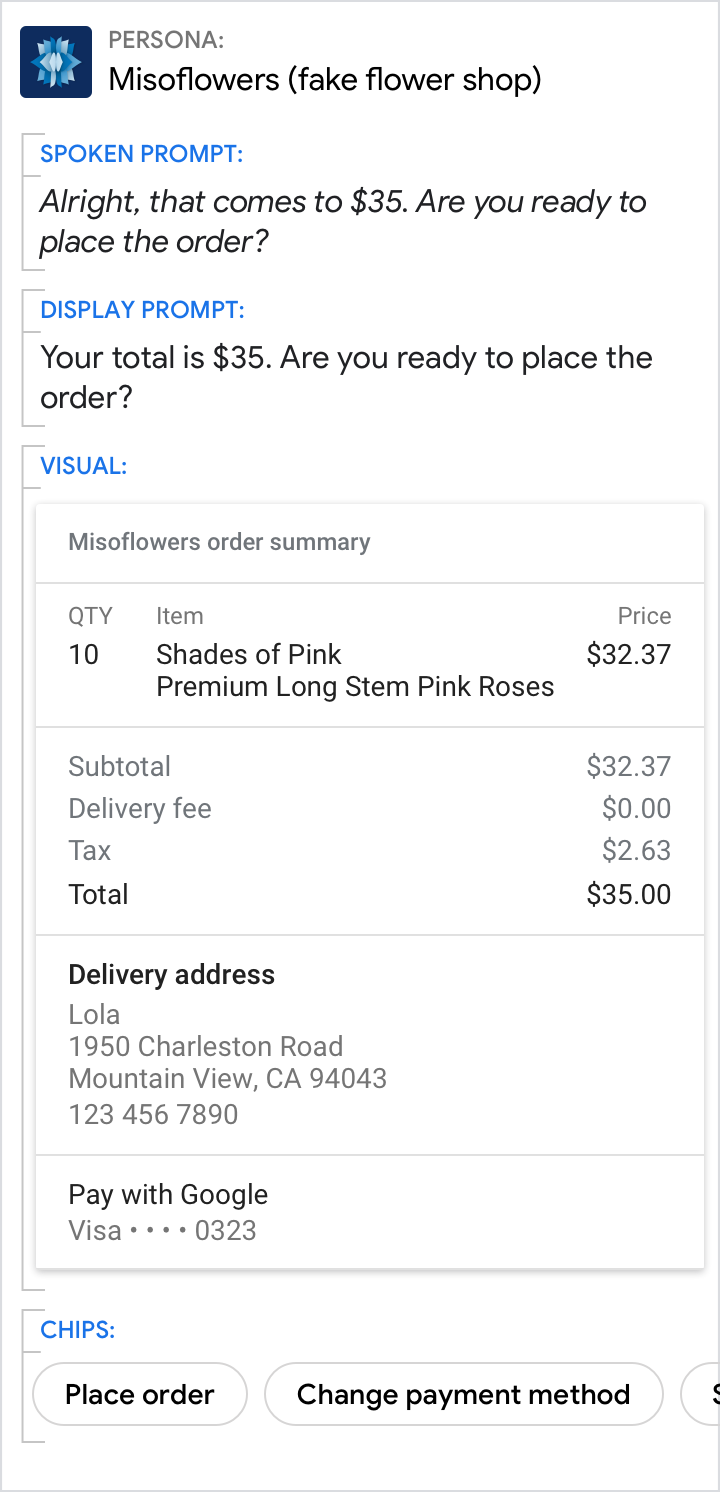 PERSONA:
Misoflowers (fake flower shop)
SPOKEN PROMPT:
Alright, that comes to $35. Are you ready to
place the order?
DISPLAY PROMPT:
Your total is $35. Are you ready to place the
order?
VISUAL:
Misoflowers order summary
QTY Item Price
10 Shades of Pink $32.37
Premium Long Stem Pink Roses
Subtotal $32.37
Delivery fee $0.00
Tax $2.63
Total $35.00
Delivery address
Lola
1950 Charleston Road
Mountain View, CA 94043
123 456 7890
Pay with Google
Visa • • • • 0323
CHIPS:
Place order Change payment method